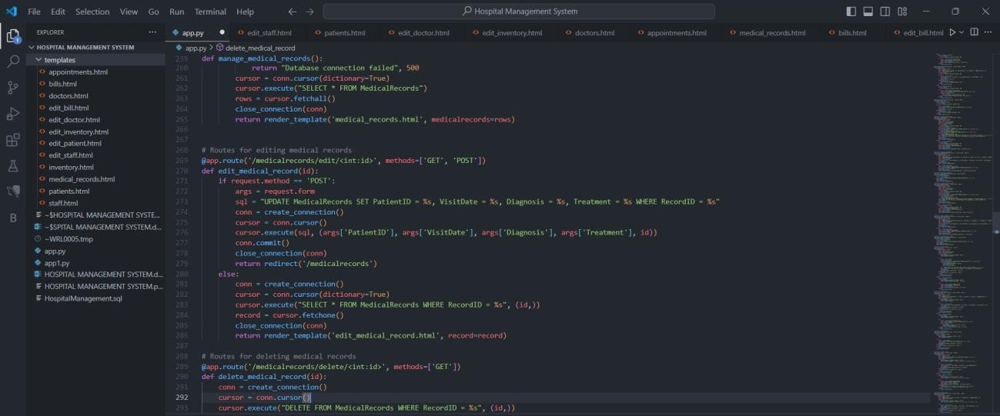 File Edit Selection View Go Run Terminal Help
Hospital Management System
EXPLORER
app.py
edit_staff.html
patients.html
edit_doctor.html
edit_inventory.html
doctors.html
appointments.html
medical_records.html
bills.html
edit_bill.html
HOSPITAL MANAGEMENT SYSTEM
templates
appointments.html
bills.html
doctors.html
edit_bill.html
edit_doctor.html
edit_inventory.html
edit_patient.html
edit_staff.html
inventory.html
medical_records.html
patients.html
staff.html
~$HOSPITAL MANAGEMENT SYSTE...
~$SPITAL MANAGEMENT SYSTEM.d...
~WRL0005.tmp
app.py
app1.py
HOSPITAL MANAGEMENT SYSTEM.d...
HOSPITAL MANAGEMENT SYSTEM.p...
HospitalManagement.sql
1
B
app.py > delete_medical_record
239 def manage_medical_records():
260 return "Database connection failed", 500
261 cursor = conn.cursor(dictionary=True)
262 cursor.execute("SELECT * FROM MedicalRecords")
263 rows = cursor.fetchall()
264 close_connection(conn)
265 return render_template('medical_records.html', medicalrecords=rows)
266
267
268 # Routes for editing medical records
269 @app.route('/medicalrecords/edit/<int:id>', methods=['GET', 'POST'])
270 def edit_medical_record(id):
271 if request.method == 'POST':
272 args = request.form
273 sql = "UPDATE MedicalRecords SET PatientID = %s, VisitDate = %s, Diagnosis = %s, Treatment = %s WHERE RecordID = %s"
274 conn = create_connection()
275 cursor = conn.cursor()
276 cursor.execute(sql, (args['PatientID'], args['VisitDate'], args['Diagnosis'], args['Treatment'], id))
277 conn.commit()
278 close_connection(conn)
279 return redirect('/medicalrecords')
280 else:
281 conn = create_connection()
282 cursor = conn.cursor(dictionary=True)
283 cursor.execute("SELECT * FROM MedicalRecords WHERE RecordID = %s", (id,))
284 record = cursor.fetchone()
285 close_connection(conn)
286 return render_template('edit_medical_record.html', record=record)
287
288 # Routes for deleting medical records
289 @app.route('/medicalrecords/delete/<int:id>', methods=['GET'])
290 def delete_medical_record(id):
291 conn = create_connection()
292 cursor = conn.cursor()
293 cursor.execute("DELETE FROM MedicalRecords WHERE RecordID = %s", (id,))